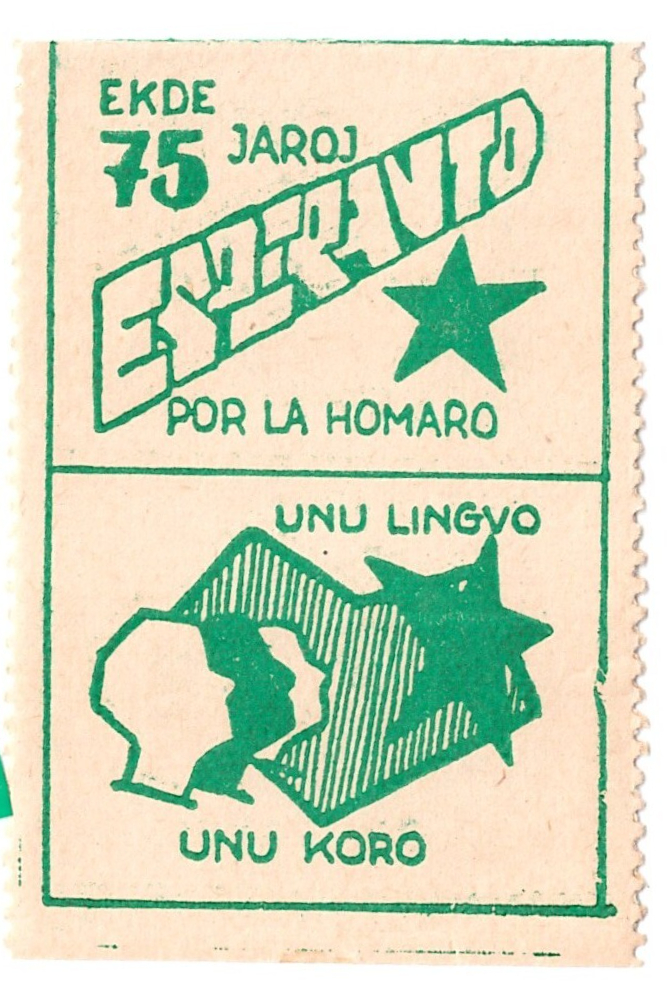 EKDE
75 JAROJ
ESPERANTO
POR LA HOMARO
UNU LINGVO
UNU KORO